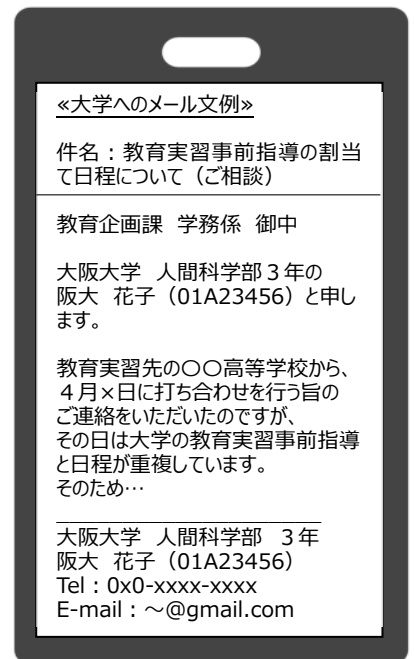 ≪大学へのメール文例≫
件名：教育実習事前指導の割当
て日程について（ご相談）
教育企画課 学務係 御中
大阪大学 人間科学部３年の
阪大 花子（01A23456）と申し
ます。
教育実習先の〇〇高等学校から、
４月×日に打ち合わせを行う旨の
ご連絡をいただいたのですが、
その日は大学の教育実習事前指導
と日程が重複しています。
そのため…
大阪大学 人間科学部 ３年
阪大 花子（01A23456）
Tel：0x0-xxxx-xxxx
E-mail：～@gmail.com